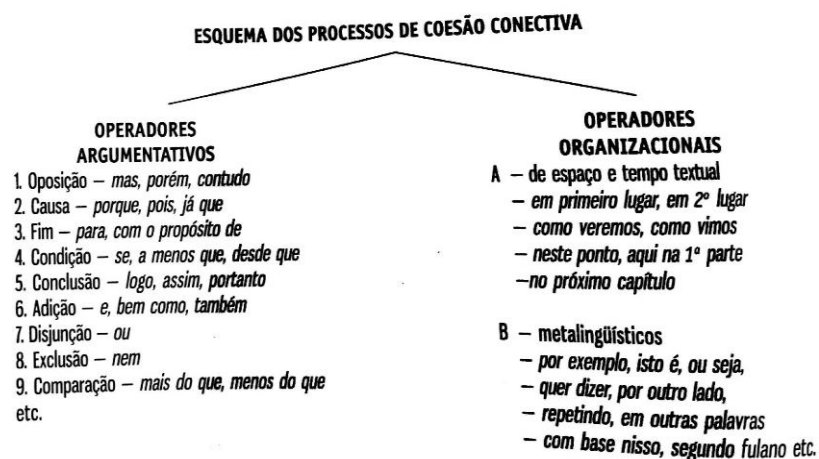 ESQUEMA DOS PROCESSOS DE COESÃO CONECTIVA
OPERADORES
ARGUMENTATIVOS
1. Oposição – mas, porém, contudo
2. Causa – porque, pois, já que
3. Fim – para, com o propósito de
4. Condição – se, a menos que, desde que
5. Conclusão – logo, assim, portanto
6. Adição – e, bem como, também
7. Disjunção – ou
8. Exclusão – nem
9. Comparação – mais do que, menos do que
etc.
OPERADORES
ORGANIZACIONAIS
A – de espaço e tempo textual
– em primeiro lugar, em 2º lugar
– como veremos, como vimos
– neste ponto, aqui na 1ª parte
–no próximo capítulo
B – metalingüísticos
– por exemplo, isto é, ou seja,
– quer dizer, por outro lado,
– repetindo, em outras palavras
– com base nisso, segundo fulano etc.